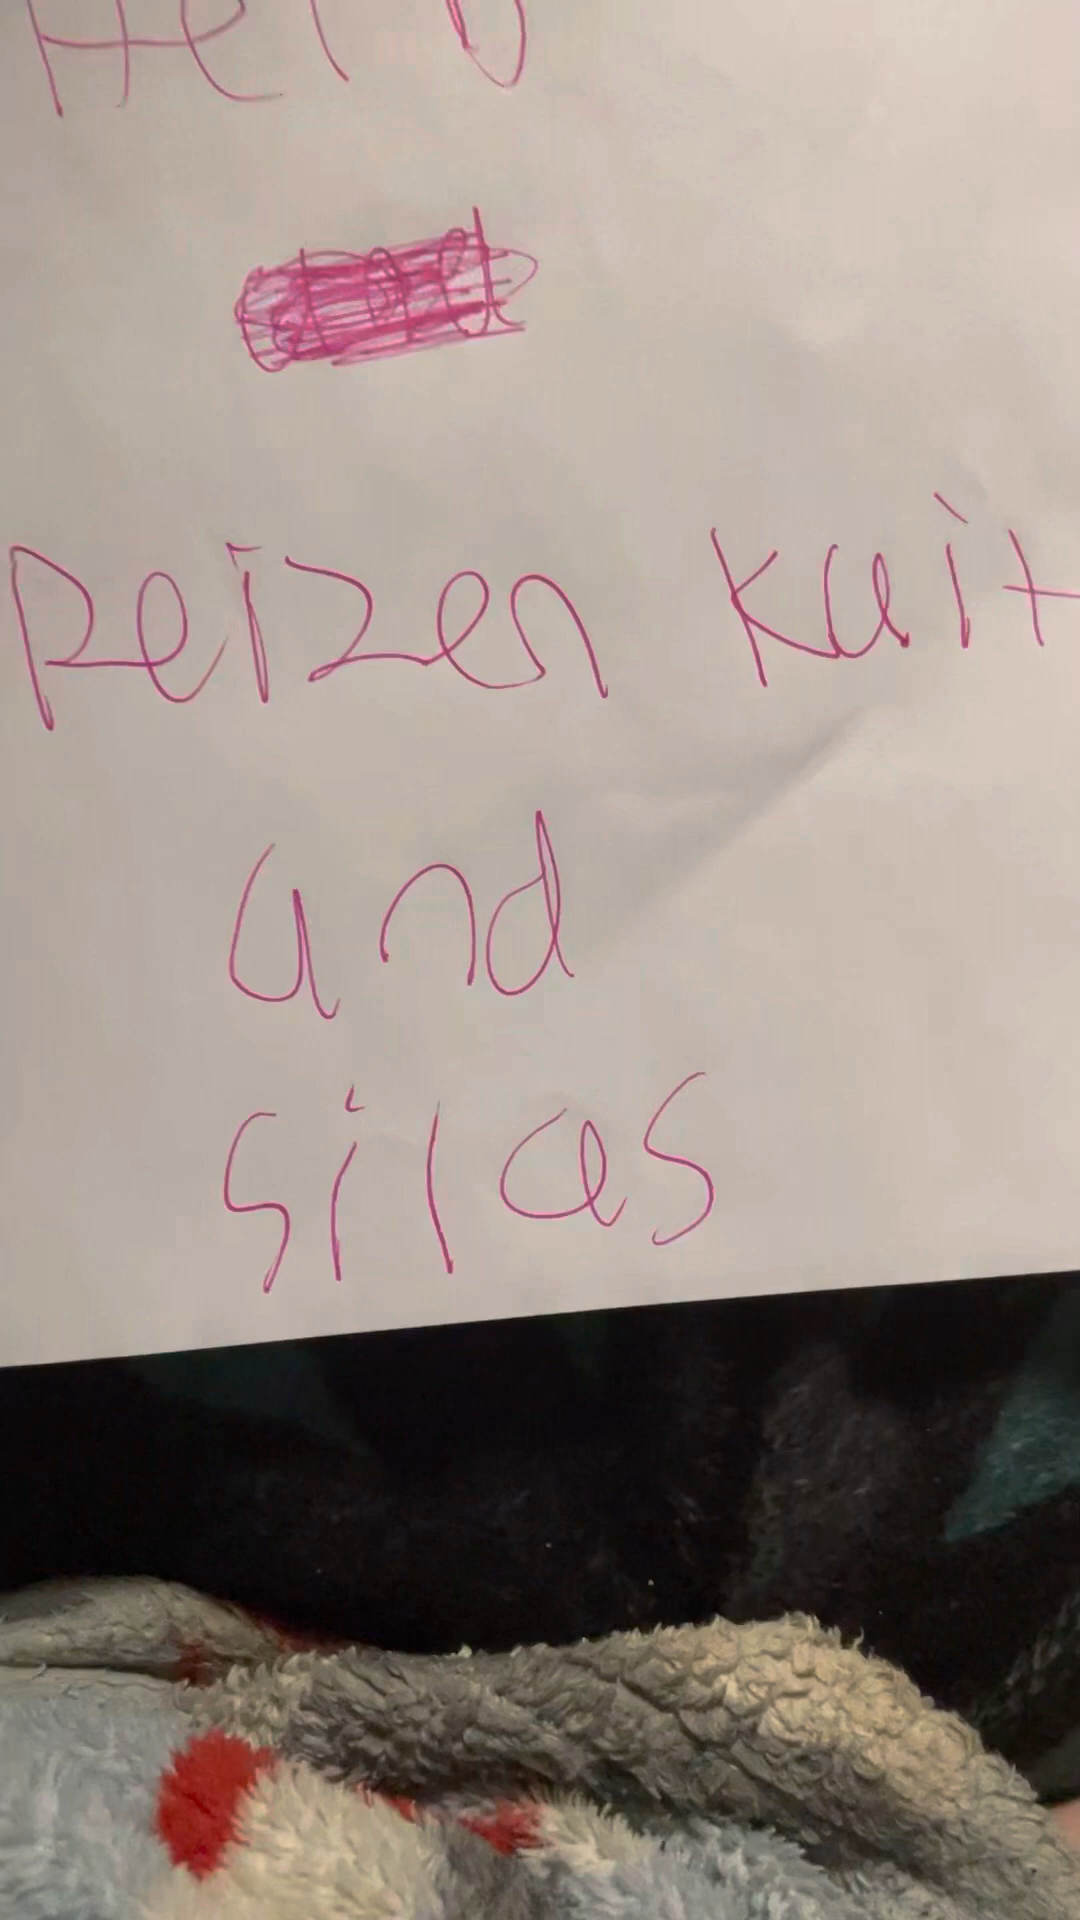 Reizen kait
and
silas